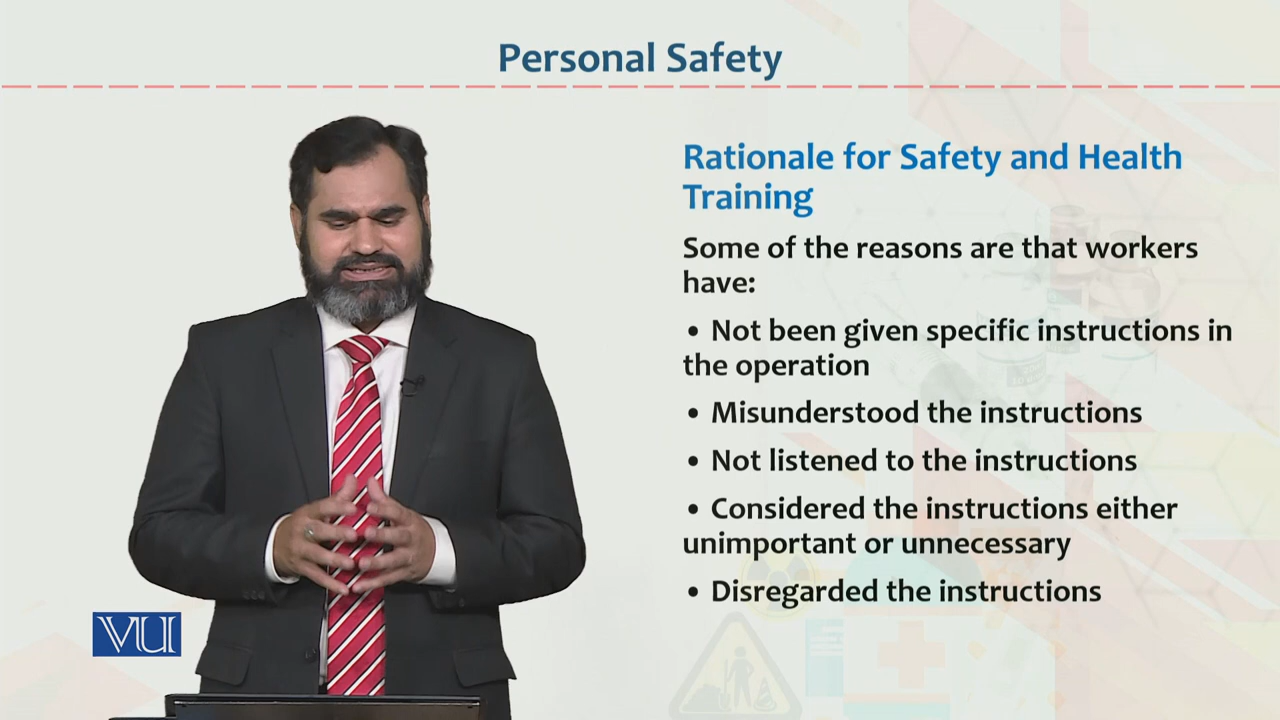 Personal Safety
Rationale for Safety and Health
Training
Some of the reasons are that workers
have:
• Not been given specific instructions in
the operation
• Misunderstood the instructions
• Not listened to the instructions
• Considered the instructions either
unimportant or unnecessary
• Disregarded the instructions
VU